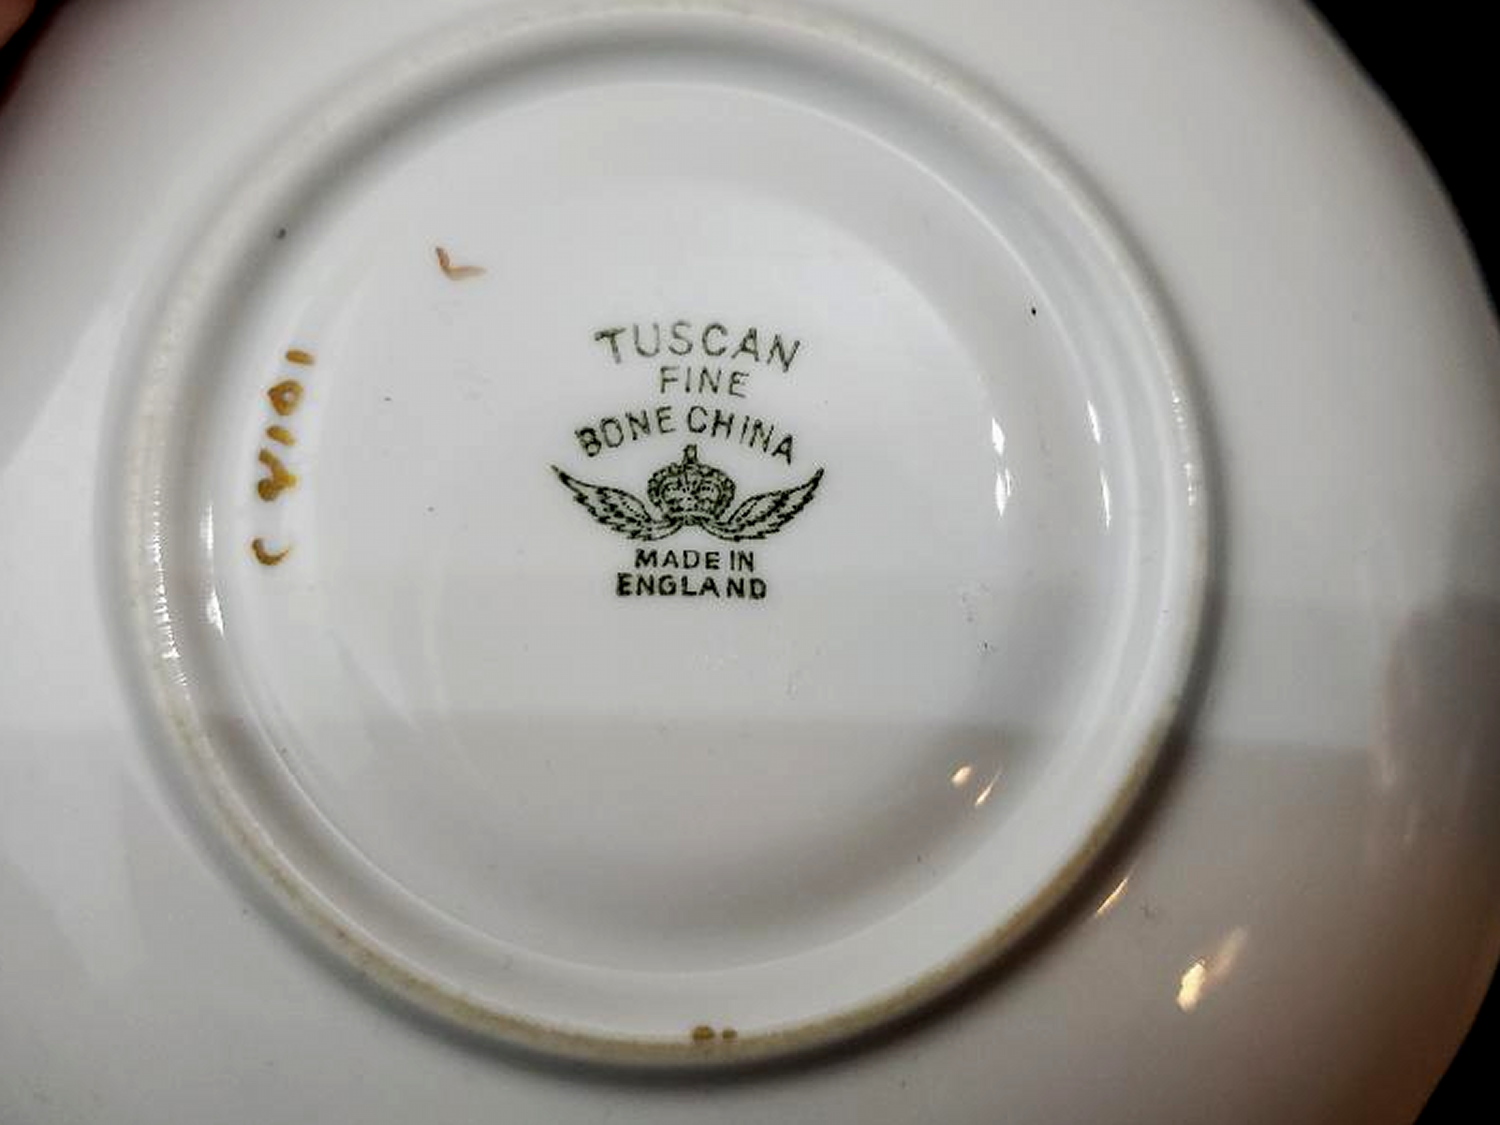 TUSCAN
FINE
BONE CHINA
MADE IN
ENGLAND